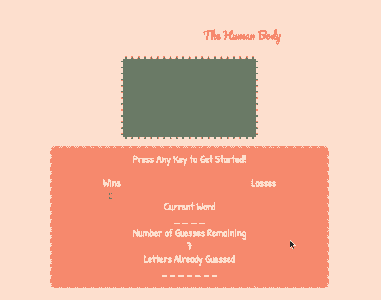 The Human Body
Press Any Key to Get Started!
Wins Losses
Current Word
_ _ _ _
Number of Guesses Remaining
7
Letters Already Guessed
_ _ _ _ _ _ _